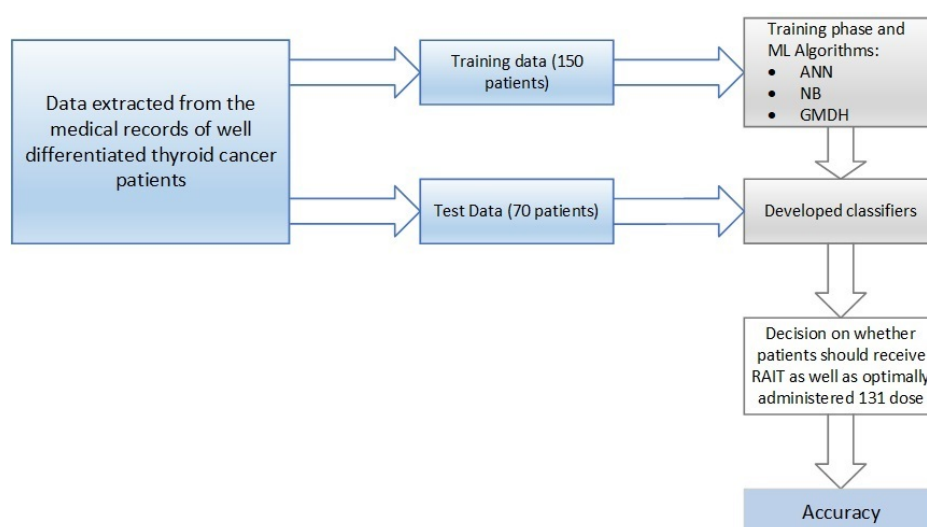 Training phase and
ML Algorithms:
• ANN
• NB
• GMDH
Training data (150
patients)
Data extracted from the
medical records of well
differentiated thyroid cancer
patients
Test Data (70 patients)
Developed classifiers
Decision on whether
patients should receive
RAIT as well as optimally
administered 131 dose
Accuracy